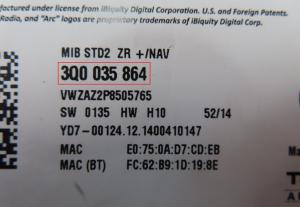 factured under license from iBiquity Digital Corporation. U.S. and Foreign Patents.
Radio, and "Arc" logos are proprietary trademarks of iBiquity Digital Corp.
MIB STD2 ZR +/NAV
3Q0 035 864
VWZAZ2P8505765
SW 0135 HW H10 52/14
YD7-00124.12.1400410147
MAC E0:75:0A:D7:CD:EB
MAC (BT) FC:62:B9:1D:19:8E